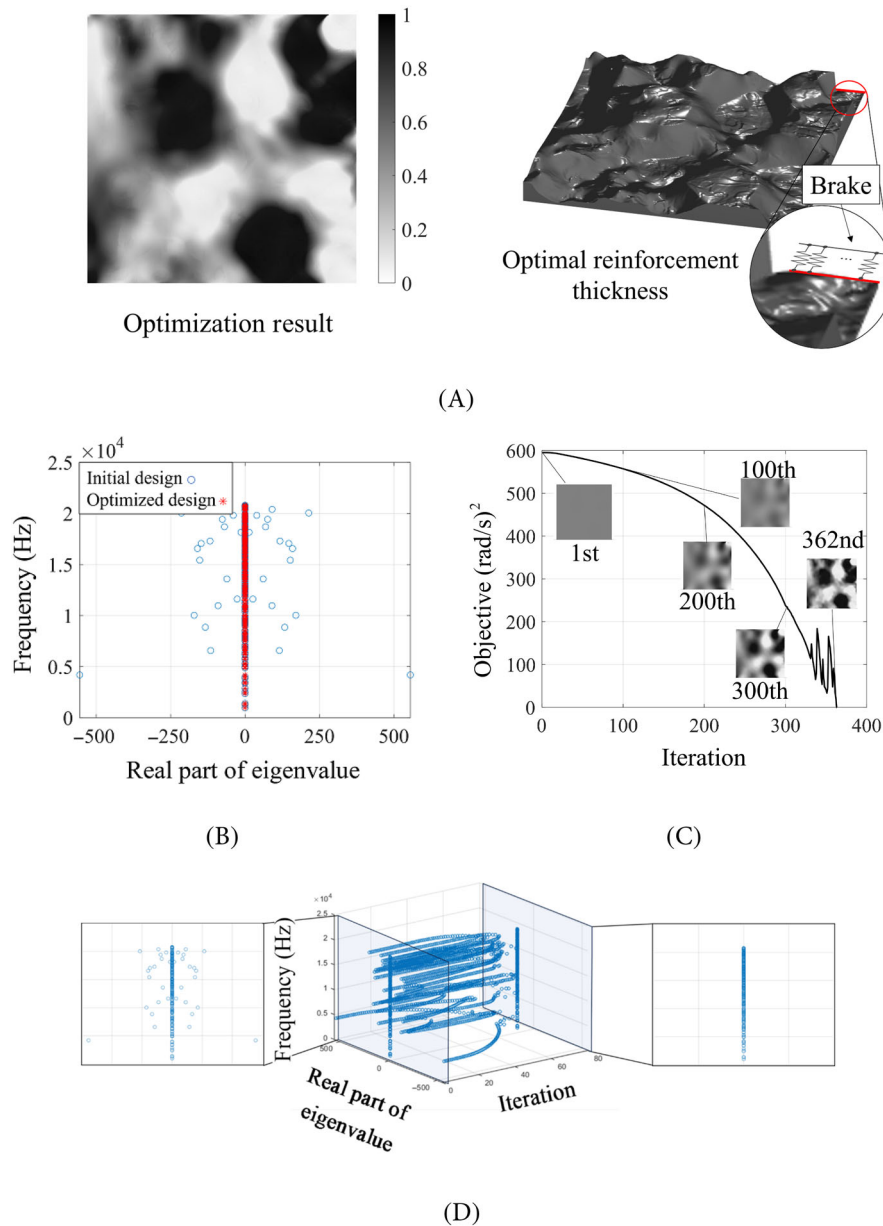 1
0.8
0.6
0.4
0.2
0
Optimization result
Brake
...
Optimal reinforcement
thickness
(A)
×10⁴
2.5
2
1.5
1
0.5
0
−500
−250
0
250
500
Initial design
Optimized design
Frequency (Hz)
Real part of eigenvalue
(B)
600
500
400
300
200
100
0
0
100
200
300
400
1st
100th
200th
300th
362nd
Objective (rad/s)²
Iteration
(C)
×10⁴
2.5
2
1.5
1
0.5
0
Frequency (Hz)
500
0
-500
Real part of
eigenvalue
0
20
40
60
80
Iteration
(D)